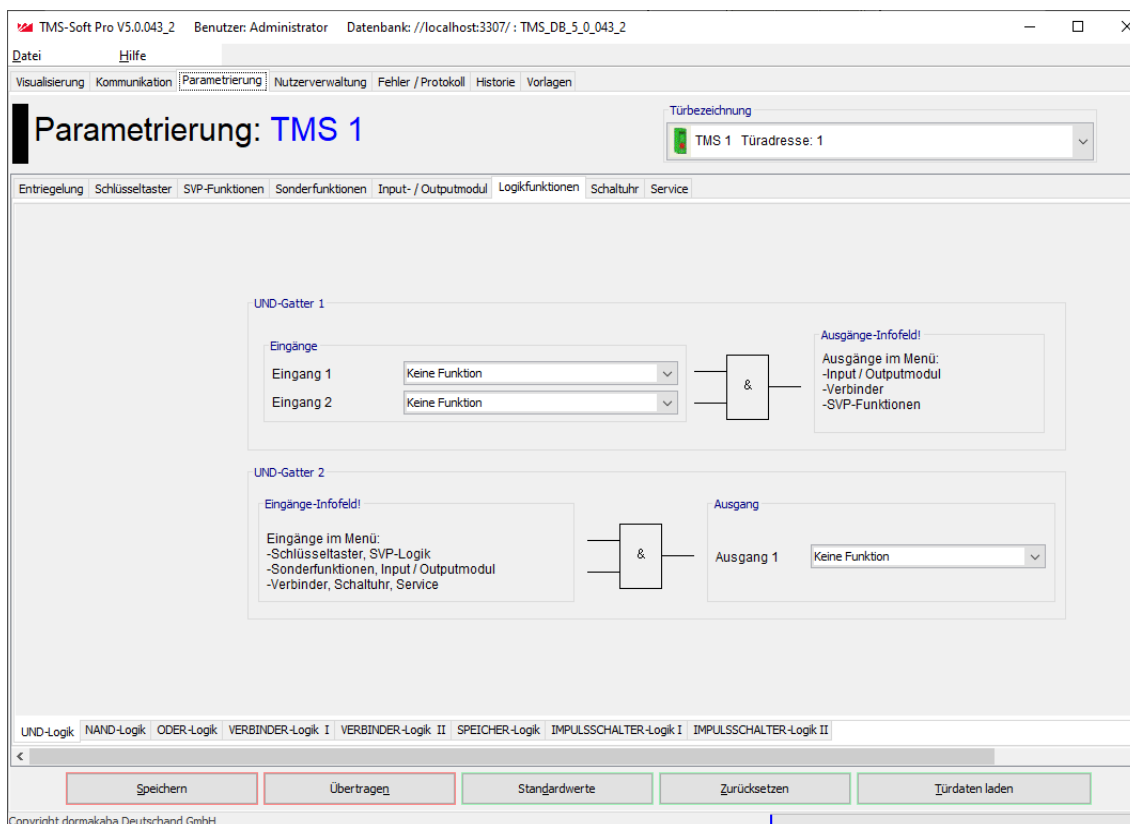 TMS-Soft Pro V5.0.043_2 Benutzer: Administrator Datenbank: //localhost:3307/ : TMS_DB_5_0_043_2
Datei Hilfe
Visualisierung Kommunikation Parametrierung Nutzerverwaltung Fehler / Protokoll Historie Vorlagen
Parametrierung: TMS 1
Türbezeichnung
TMS 1 Türadresse: 1
Entriegelung Schlüsseltaster SVP-Funktionen Sonderfunktionen Input- / Outputmodul Logikfunktionen Schaltuhr Service
UND-Gatter 1
Eingänge
Eingang 1 Keine Funktion
Eingang 2 Keine Funktion
&
Ausgänge-Infofeld!
Ausgänge im Menü:
-Input / Outputmodul
-Verbinder
-SVP-Funktionen
UND-Gatter 2
Eingänge-Infofeld!
Eingänge im Menü:
-Schlüsseltaster, SVP-Logik
-Sonderfunktionen, Input / Outputmodul
-Verbinder, Schaltuhr, Service
&
Ausgang
Ausgang 1 Keine Funktion
UND-Logik NAND-Logik ODER-Logik VERBINDER-Logik I VERBINDER-Logik II SPEICHER-Logik IMPULSSCHALTER-Logik I IMPULSSCHALTER-Logik II
Speichern Übertragen Standardwerte Zurücksetzen Türdaten laden
Copyright dormakaba Deutschand GmbH